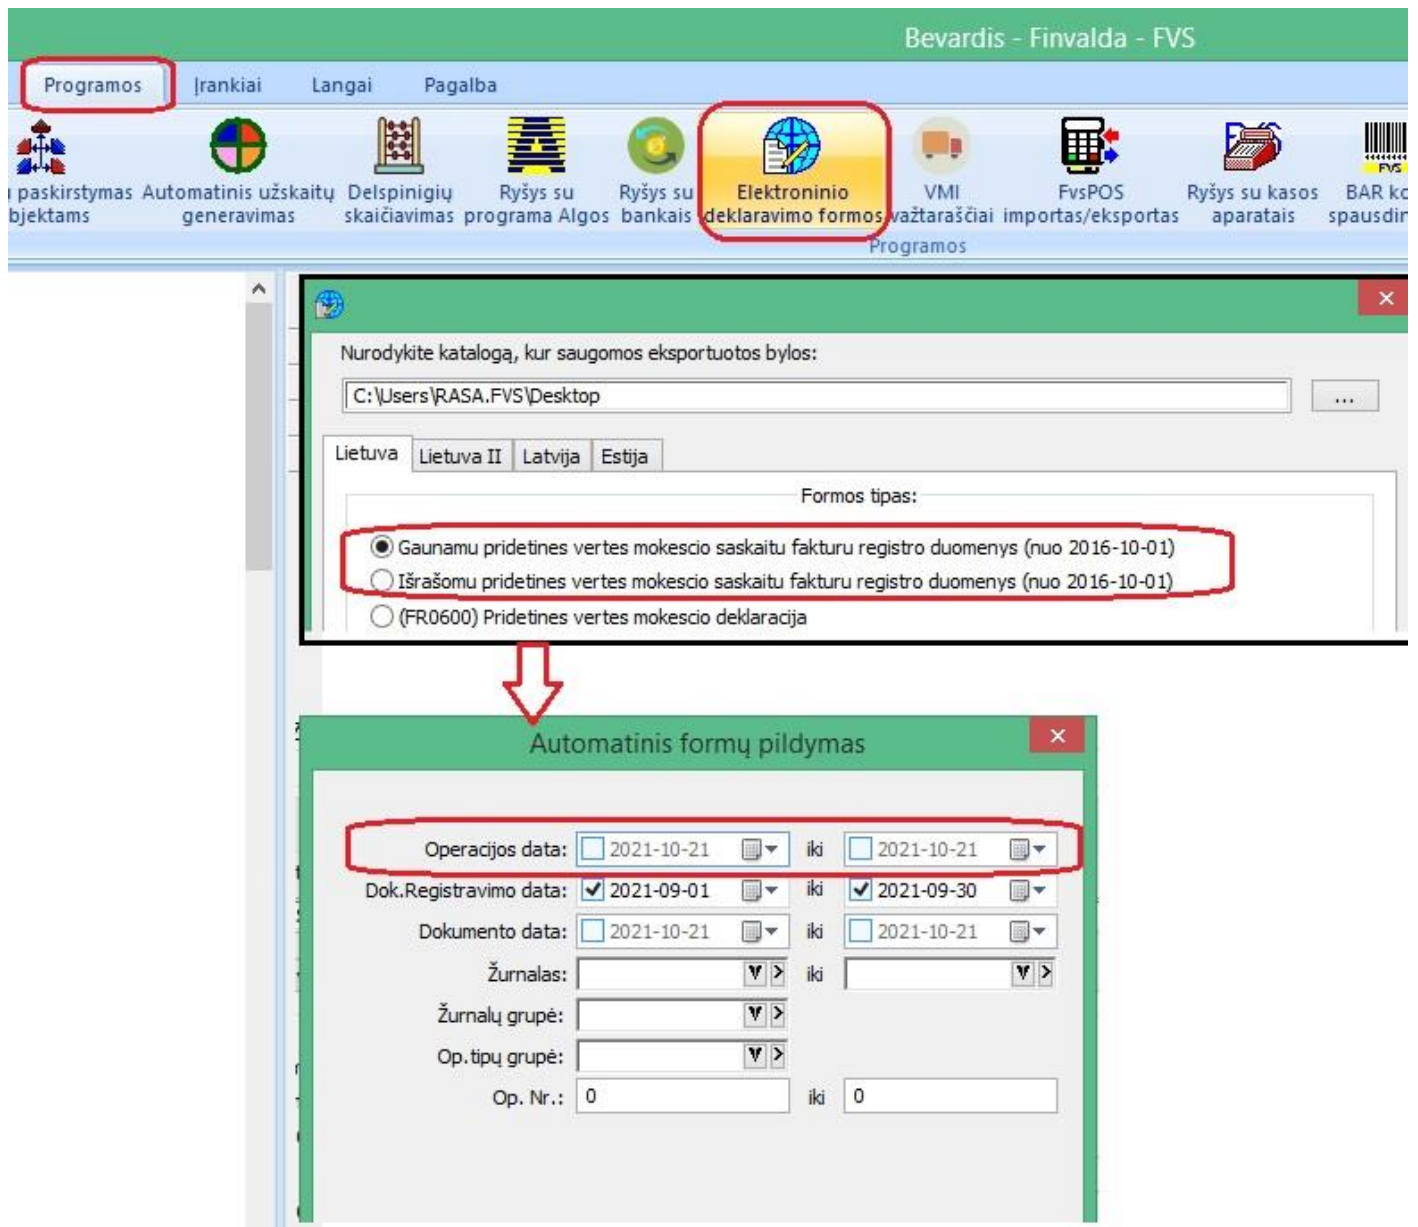 Bevardis - Finvalda - FVS
Programos Įrankiai Langai Pagalba
paskirstymas Automatinis užskaitų Delspinigių Ryšys su Ryšys su Elektroninio VMI FvsPOS Ryšys su kasos BAR ko
bjektams generavimas skaičiavimas programa Algos bankais deklaravimo formos važtaraščiai importas/eksportas aparatais spausdin
FVS
Programos
Nurodykite katalogą, kur saugomos eksportuotos bylos:
C:\Users\RASA.FVS\Desktop ...
Lietuva Lietuva II Latvija Estija
Formos tipas:
Gaunamu pridetines vertes mokescio saskaitu fakturu registro duomenys (nuo 2016-10-01)
Išrašomu pridetines vertes mokescio saskaitu fakturu registro duomenys (nuo 2016-10-01)
(FR0600) Pridetines vertes mokescio deklaracija
Automatinis formų pildymas
Operacijos data: 2021-10-21 iki 2021-10-21
Dok.Registravimo data: 2021-09-01 iki 2021-09-30
Dokumento data: 2021-10-21 iki 2021-10-21
Žurnalas: iki
Žurnalų grupė:
Op.tipų grupė:
Op. Nr.: 0 iki 0